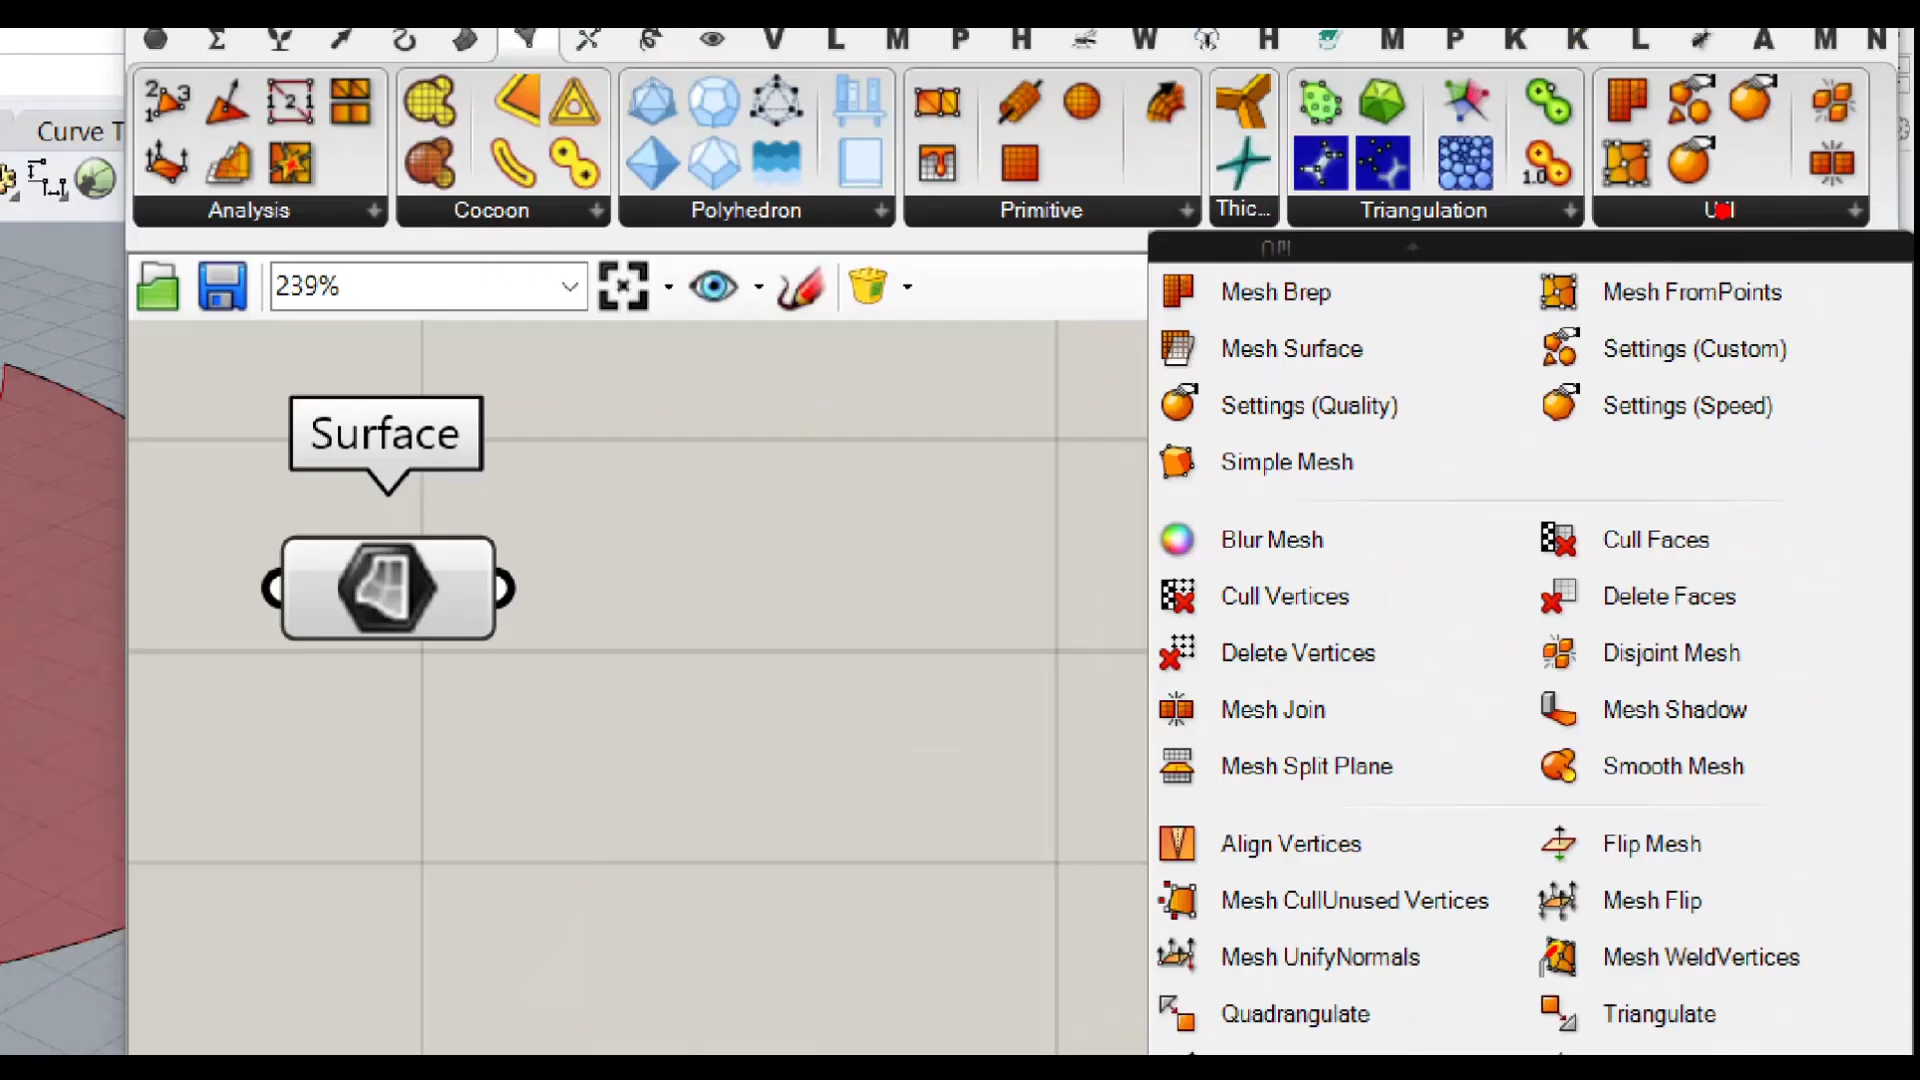 V L M P H W H M P K K L A M N
Curve T
Analysis
Cocoon
Polyhedron
Primitive
Thic...
Triangulation
Util
239%
Surface
Mesh Brep
Mesh FromPoints
Mesh Surface
Settings (Custom)
Settings (Quality)
Settings (Speed)
Simple Mesh
Blur Mesh
Cull Faces
Cull Vertices
Delete Faces
Delete Vertices
Disjoint Mesh
Mesh Join
Mesh Shadow
Mesh Split Plane
Smooth Mesh
Align Vertices
Flip Mesh
Mesh CullUnused Vertices
Mesh Flip
Mesh UnifyNormals
Mesh WeldVertices
Quadrangulate
Triangulate